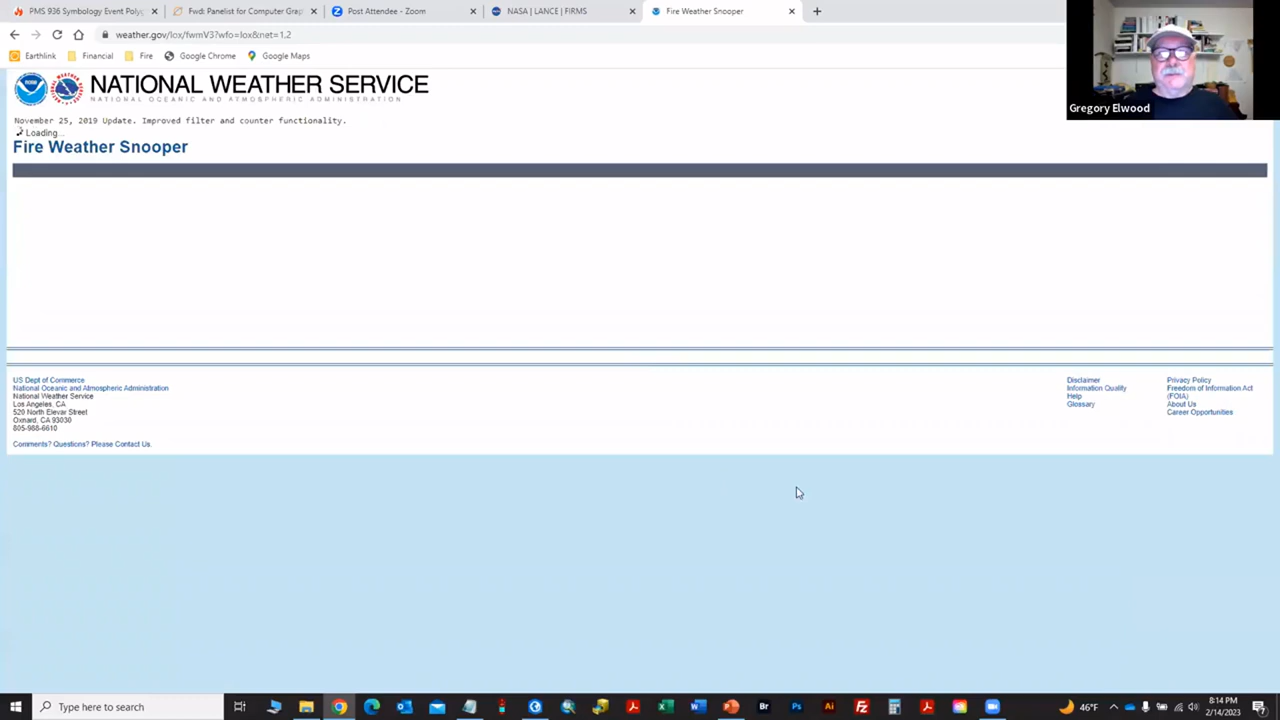 PMS 936 Symbology Event Poly
Fwd: Panelist for Computer Grap
Post Attendee - Zoom
NASA | LANCE | FIRMS
Fire Weather Snooper
weather.gov/lox/fwmV3?wfo=lox&net=1,2
Earthlink
Financial
Fire
Google Chrome
Google Maps
Gregory Elwood
NATIONAL WEATHER SERVICE
NATIONAL OCEANIC AND ATMOSPHERIC ADMINISTRATION
November 25, 2019 Update. Improved filter and counter functionality.
Loading...
Fire Weather Snooper
US Dept of Commerce
National Oceanic and Atmospheric Administration
National Weather Service
Los Angeles, CA
520 North Elevar Street
Oxnard, CA 93030
805-988-6610
Comments? Questions? Please Contact Us.
Disclaimer
Information Quality
Help
Glossary
Privacy Policy
Freedom of Information Act
(FOIA)
About Us
Career Opportunities
Type here to search
46°F
8:14 PM
2/14/2023